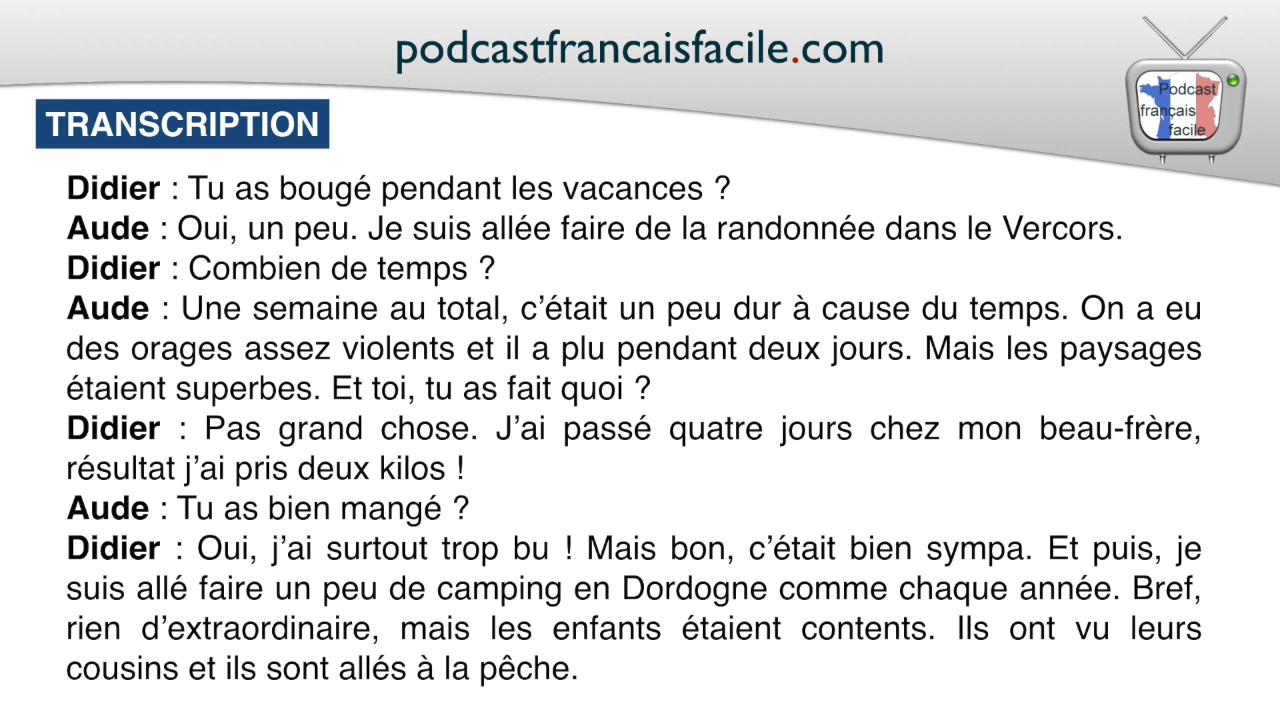 podcastfrancaisfacile.com
Podcast
français
facile
TRANSCRIPTION
Didier : Tu as bougé pendant les vacances ?
Aude : Oui, un peu. Je suis allée faire de la randonnée dans le Vercors.
Didier : Combien de temps ?
Aude : Une semaine au total, c’était un peu dur à cause du temps. On a eu
des orages assez violents et il a plu pendant deux jours. Mais les paysages
étaient superbes. Et toi, tu as fait quoi ?
Didier : Pas grand chose. J’ai passé quatre jours chez mon beau-frère,
résultat j’ai pris deux kilos !
Aude : Tu as bien mangé ?
Didier : Oui, j’ai surtout trop bu ! Mais bon, c’était bien sympa. Et puis, je
suis allé faire un peu de camping en Dordogne comme chaque année. Bref,
rien d’extraordinaire, mais les enfants étaient contents. Ils ont vu leurs
cousins et ils sont allés à la pêche.